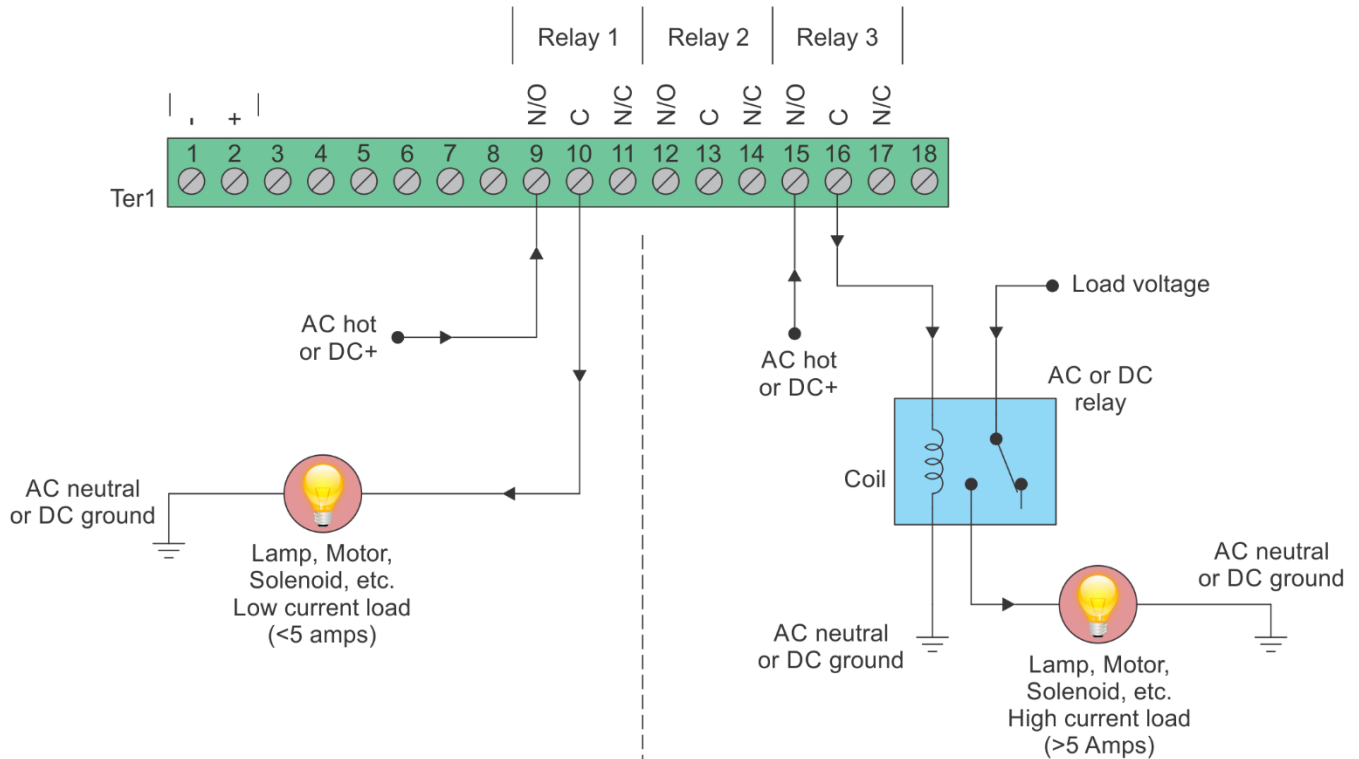 Relay 1
Relay 2
Relay 3
-
+
N/O
C
N/C
N/O
C
N/C
N/O
C
N/C
1 2 3 4 5 6 7 8 9 10 11 12 13 14 15 16 17 18
Ter1
AC hot
or DC+
AC neutral
or DC ground
Lamp, Motor,
Solenoid, etc.
Low current load
(<5 amps)
AC hot
or DC+
Load voltage
AC or DC
relay
Coil
AC neutral
or DC ground
AC neutral
or DC ground
Lamp, Motor,
Solenoid, etc.
High current load
(>5 Amps)